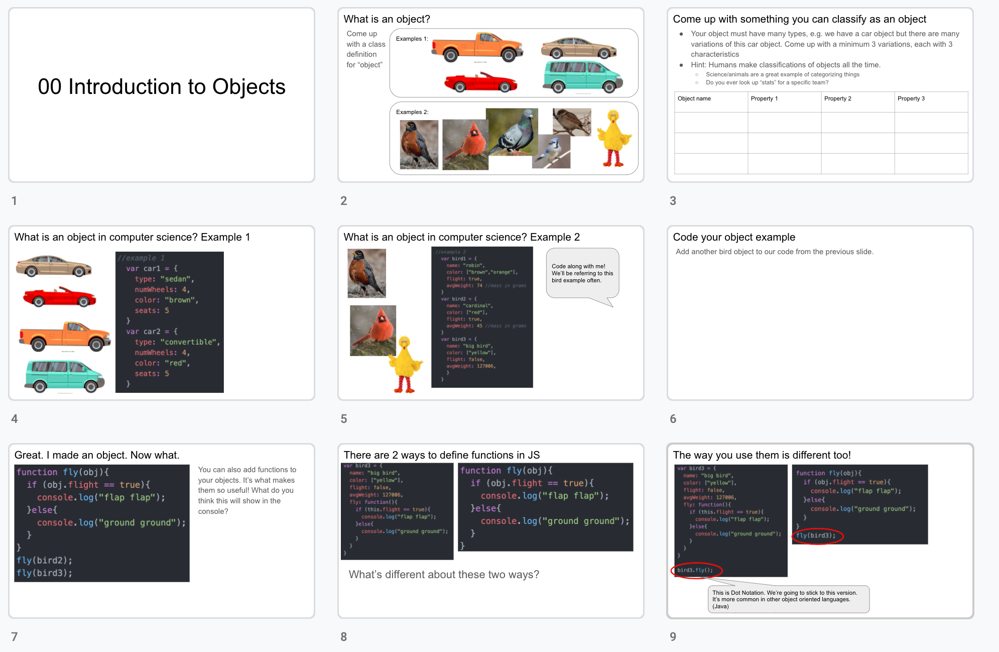 00 Introduction to Objects
1
What is an object?
Come up
with a class
definition
for “object”
Examples 1:
Examples 2:
2
Come up with something you can classify as an object
● Your object must have many types, e.g. we have a car object but there are many
variations of this car object. Come up with a minimum 3 variations, each with 3
characteristics
● Hint: Humans make classifications of objects all the time.
○ Science/animals are a great example of categorizing things
○ Do you ever look up “stats” for a specific team?
Object name Property 1 Property 2 Property 3
3
What is an object in computer science? Example 1
//example 1
var car1 = {
type: "sedan",
numWheels: 4,
color: "brown",
seats: 5
}
var car2 = {
type: "convertible",
numWheels: 4,
color: "red",
seats: 5
}
4
What is an object in computer science? Example 2
//example 2
var bird1 = {
name: "robin",
color: ["brown","orange"],
flight: true,
avgWeight: 74 //mass in grams
}
var bird2 = {
name: "cardinal",
color: ["red"],
flight: true,
avgWeight: 45 //mass in grams
}
var bird3 = {
name: "big bird",
color: ["yellow"],
flight: false,
avgWeight: 127006,
}
}
Code along with me!
We’ll be referring to this
bird example often.
5
Code your object example
Add another bird object to our code from the previous slide.
6
Great. I made an object. Now what.
function fly(obj){
if (obj.flight == true){
console.log("flap flap");
}else{
console.log("ground ground");
}
}
fly(bird2);
fly(bird3);
You can also add functions to
your objects. It’s what makes
them so useful! What do you
think this will show in the
console?
7
There are 2 ways to define functions in JS
var bird3 = {
name: "big bird",
color: ["yellow"],
flight: false,
avgWeight: 127006,
fly: function(){
if (this.flight == true){
console.log("flap flap");
}else{
console.log("ground ground");
}
}
}
function fly(obj){
if (obj.flight == true){
console.log("flap flap");
}else{
console.log("ground ground");
}
}
What’s different about these two ways?
8
The way you use them is different too!
var bird3 = {
name: "big bird",
color: ["yellow"],
flight: false,
avgWeight: 127006,
fly: function(){
if (this.flight == true){
console.log("flap flap");
}else{
console.log("ground ground");
}
}
}
bird3.fly();
function fly(obj){
if (obj.flight == true){
console.log("flap flap");
}else{
console.log("ground ground");
}
}
fly(bird3);
This is Dot Notation. We’re going to stick to this version.
It’s more common in other object oriented languages.
(Java)
9